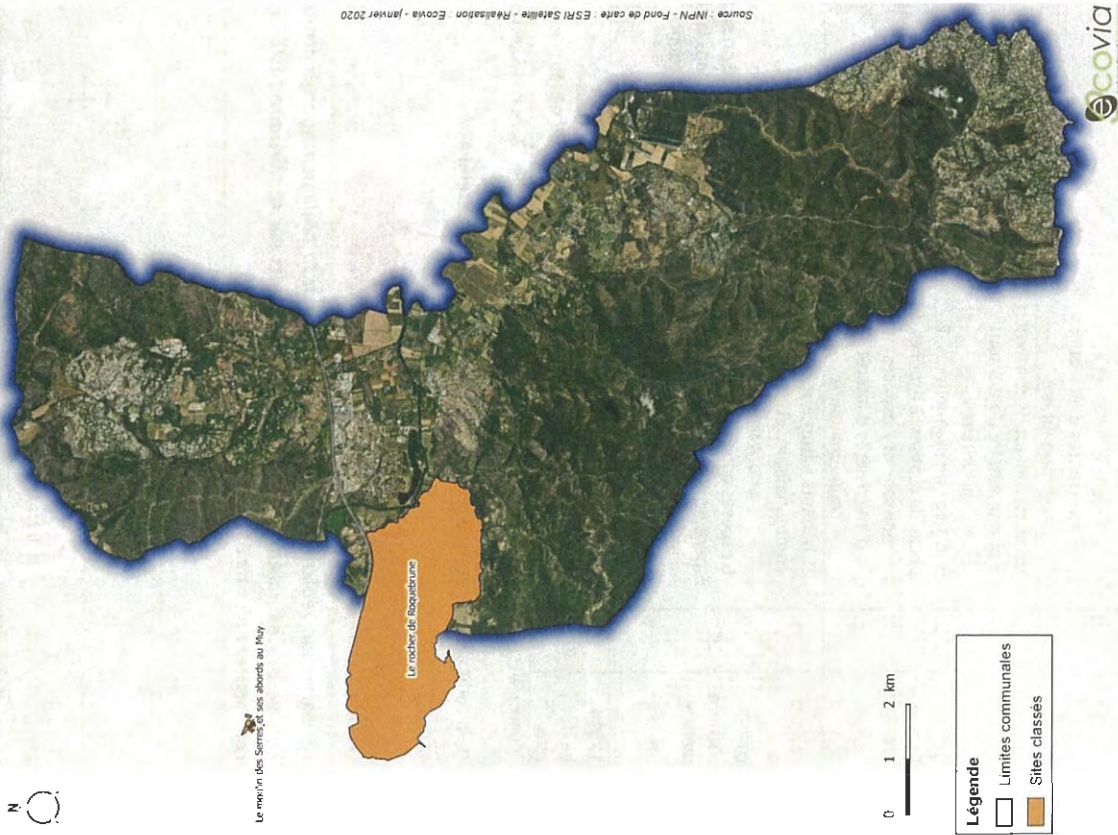 Source : INPN - Fond de carte : ESRI Satellite - Réalisation : Ecovia - janvier 2020
N
Le moulin des Serres et ses abords au Muy
Le rocher de Roquebrune
0 1 2 km
Légende
Limites communales
Sites classés
ecovia